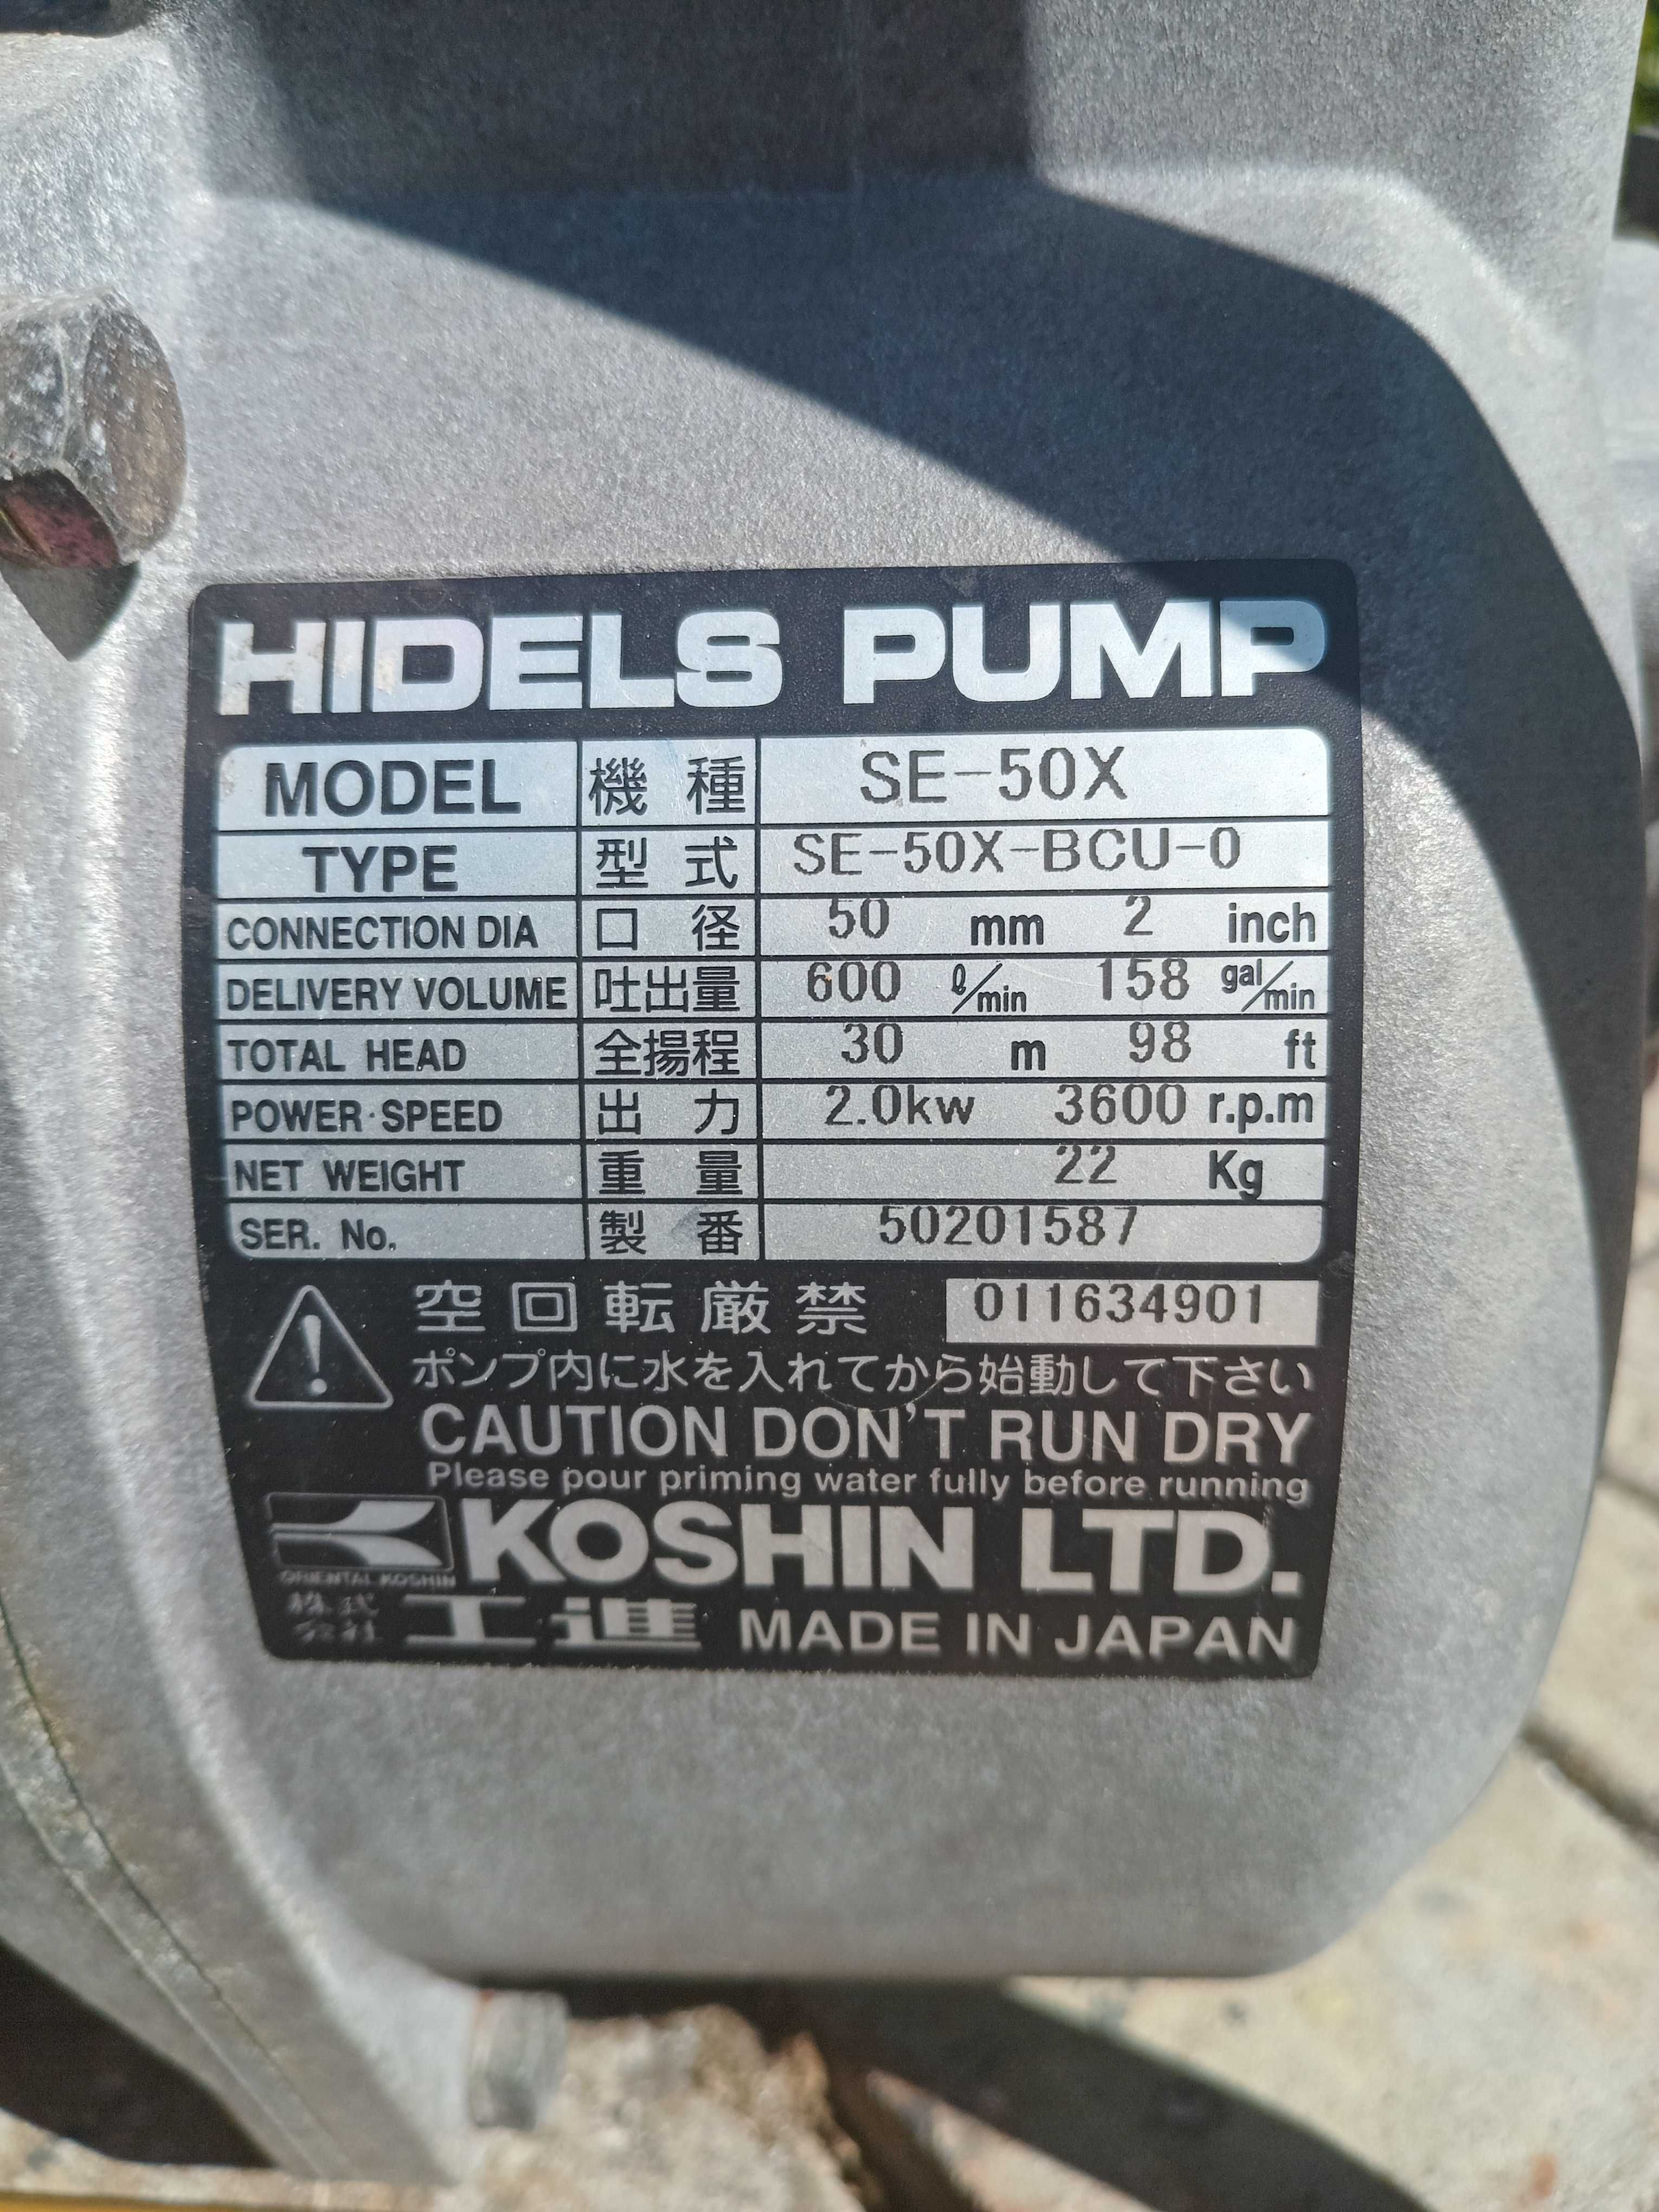 HIDELS PUMP
MODEL 機種 SE-50X
TYPE 型式 SE-50X-BCU-0
CONNECTION DIA 口径 50 mm 2 inch
DELIVERY VOLUME 吐出量 600 ℓ/min 158 gal/min
TOTAL HEAD 全揚程 30 m 98 ft
POWER·SPEED 出力 2.0kw 3600 r.p.m
NET WEIGHT 重量 22 Kg
SER. No. 製番 50201587
空回転厳禁 011634901
ポンプ内に水を入れてから始動して下さい
CAUTION DON'T RUN DRY
Please pour priming water fully before running
ORIENTAL KOSHIN KOSHIN LTD.
株式会社 工進 MADE IN JAPAN